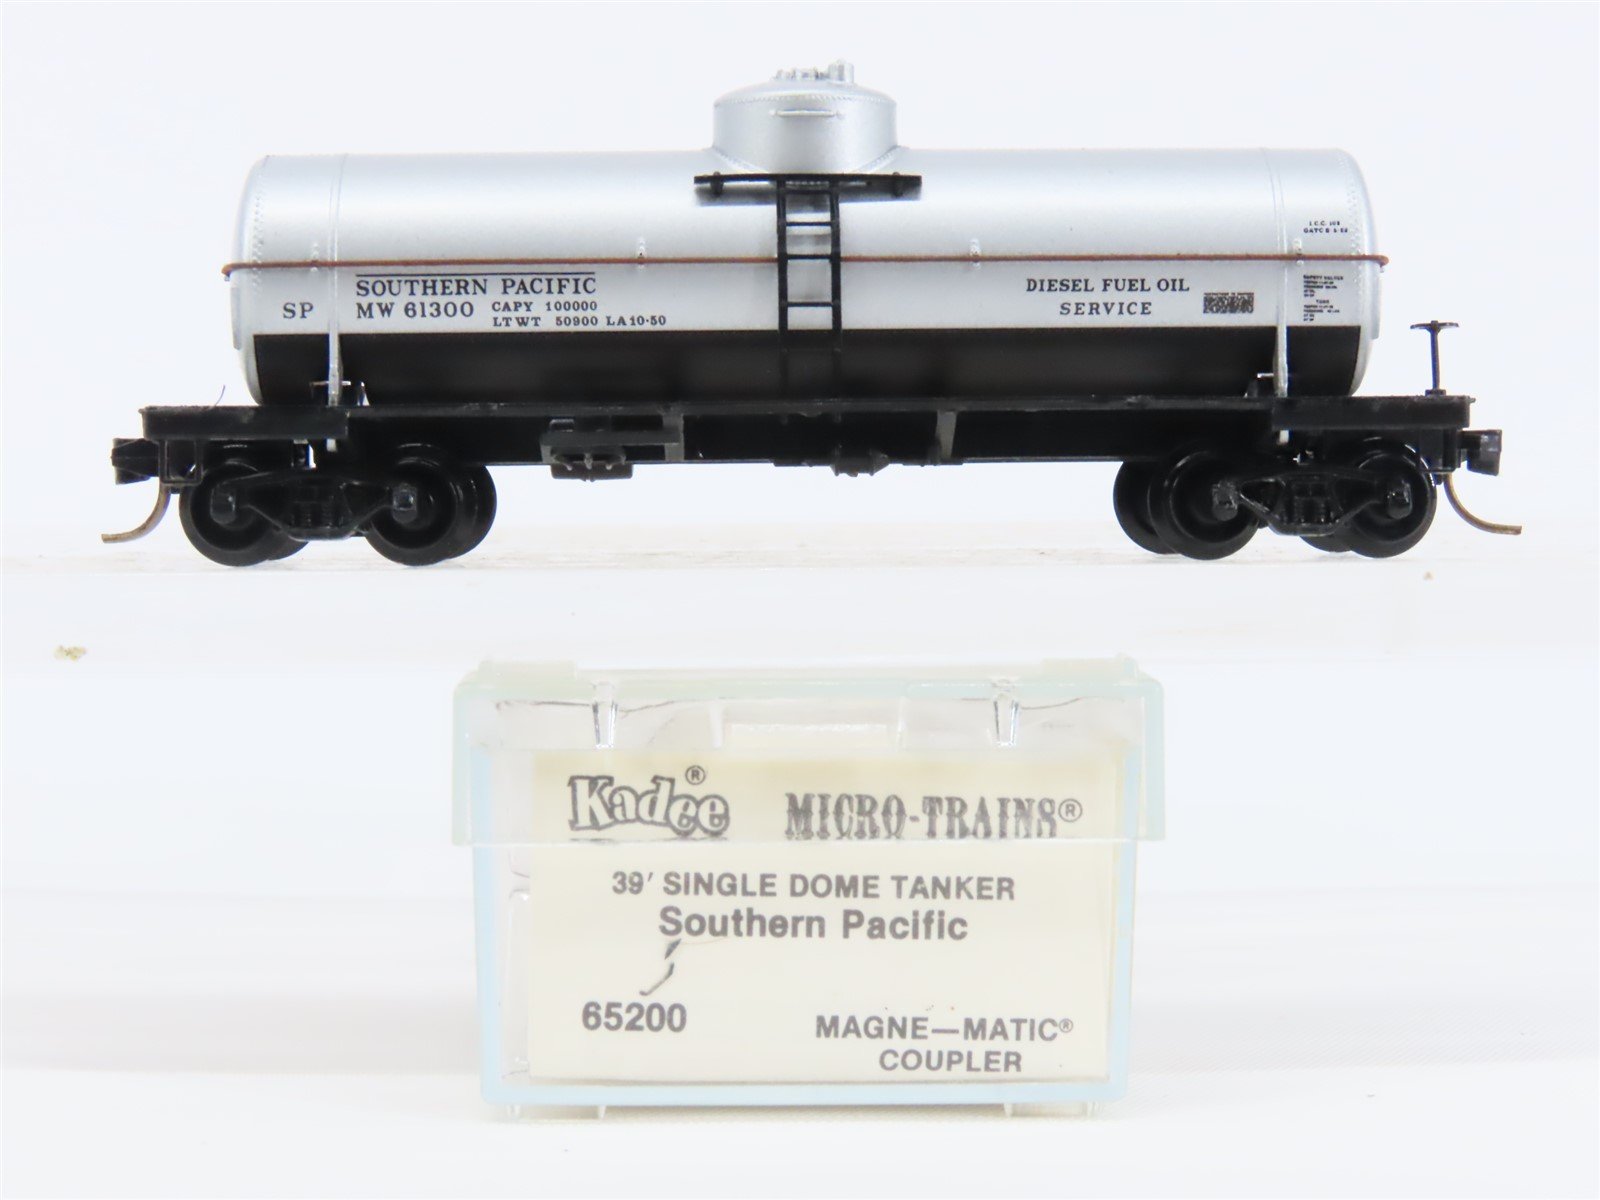 SOUTHERN PACIFIC
SP MW 61300 CAPY 100000
LTWT 50900 LA 10-50
DIESEL FUEL OIL
SERVICE
Kadee® MICRO-TRAINS®
39' SINGLE DOME TANKER
Southern Pacific
65200
MAGNE—MATIC®
COUPLER